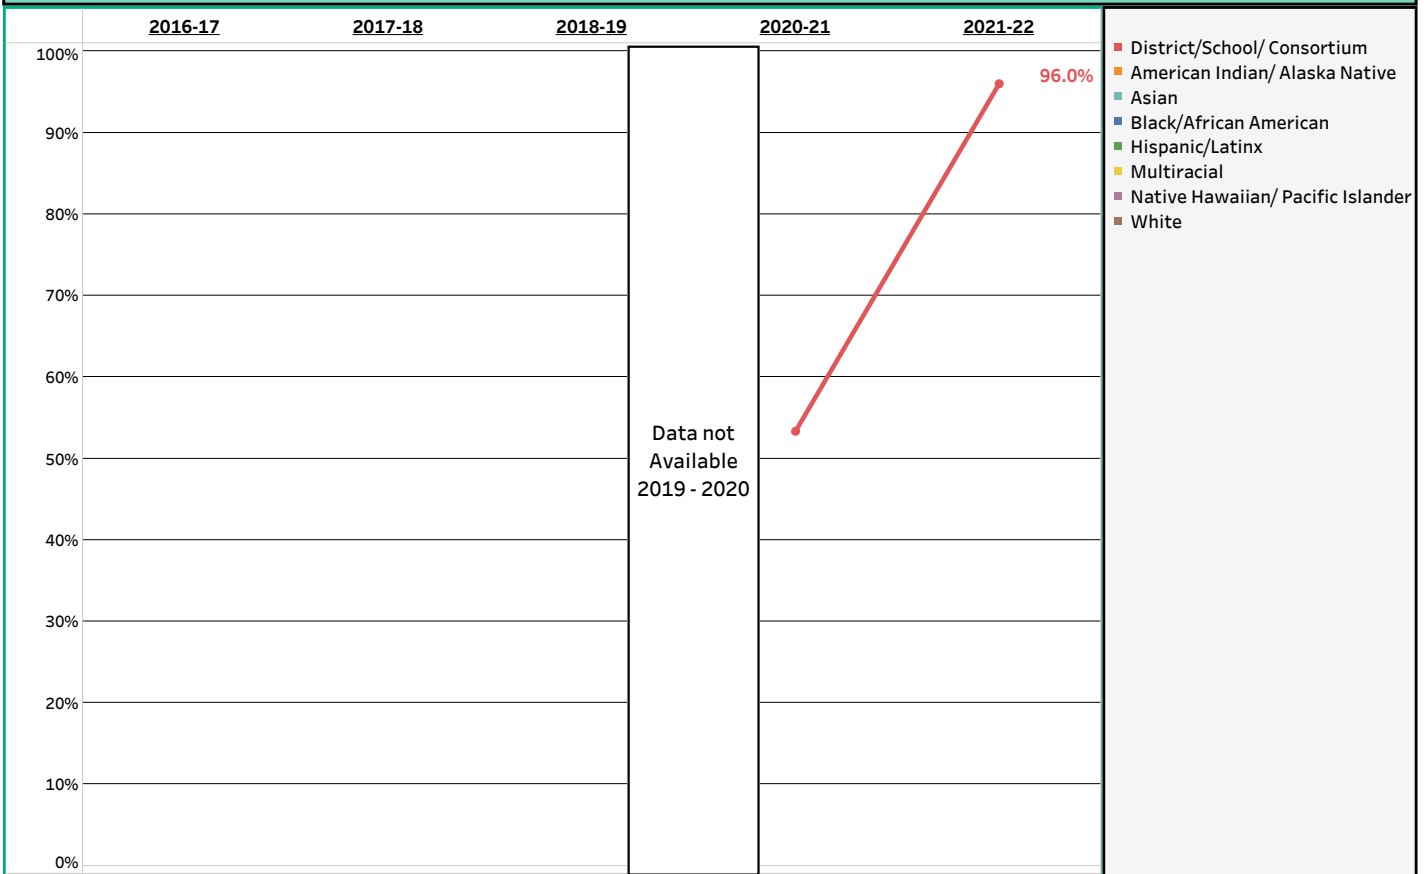 2016-17
2017-18
2018-19
2020-21
2021-22
100%
90%
80%
70%
60%
50%
40%
30%
20%
10%
0%
Data not
Available
2019 - 2020
96.0%
District/School/ Consortium
American Indian/ Alaska Native
Asian
Black/African American
Hispanic/Latinx
Multiracial
Native Hawaiian/ Pacific Islander
White